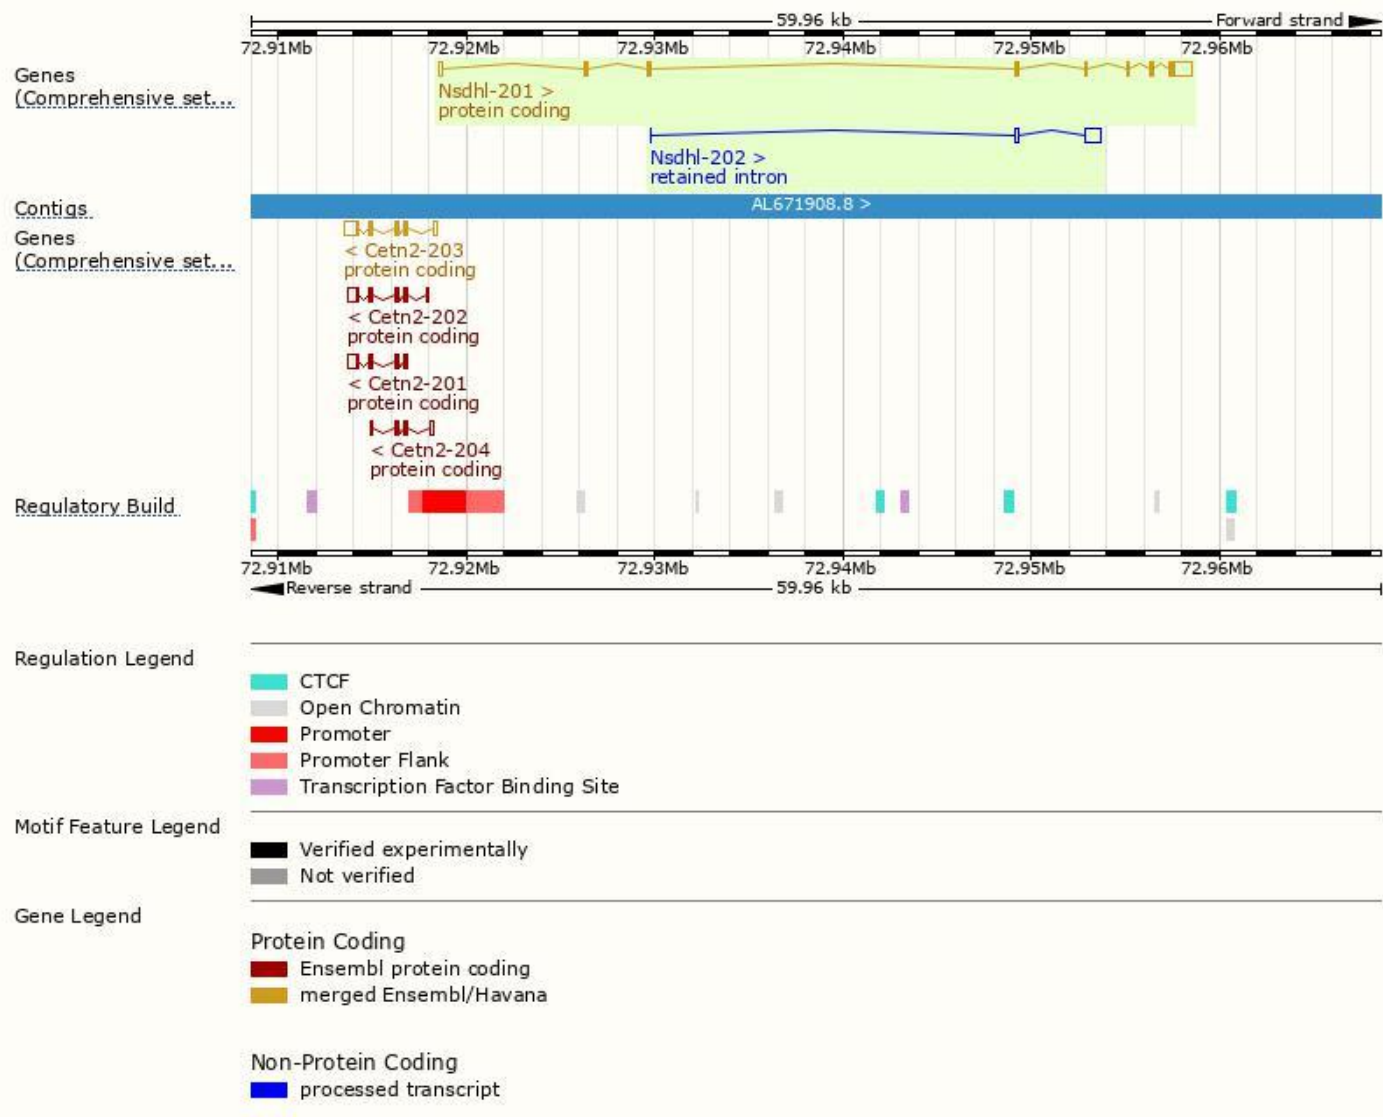 59.96 kb
Forward strand
72.91Mb 72.92Mb 72.93Mb 72.94Mb 72.95Mb 72.96Mb
Genes
(Comprehensive set...
Nsdhl-201 >
protein coding
Nsdhl-202 >
retained intron
Contigs
AL671908.8 >
Genes
(Comprehensive set...
< Cetn2-203
protein coding
< Cetn2-202
protein coding
< Cetn2-201
protein coding
< Cetn2-204
protein coding
Regulatory Build
72.91Mb 72.92Mb 72.93Mb 72.94Mb 72.95Mb 72.96Mb
Reverse strand
59.96 kb
Regulation Legend
CTCF
Open Chromatin
Promoter
Promoter Flank
Transcription Factor Binding Site
Motif Feature Legend
Verified experimentally
Not verified
Gene Legend
Protein Coding
Ensembl protein coding
merged Ensembl/Havana
Non-Protein Coding
processed transcript